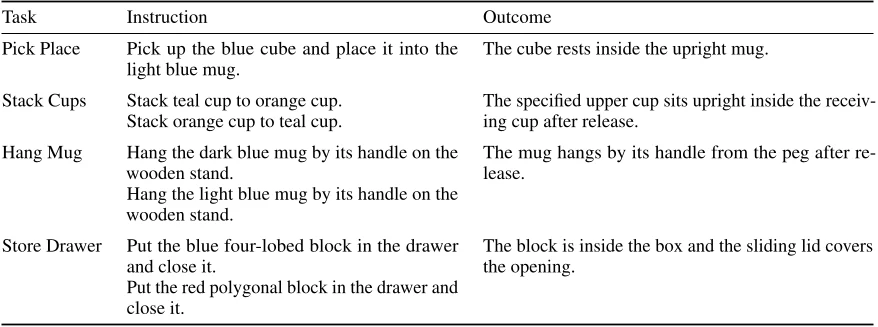 Task Instruction Outcome
Pick Place Pick up the blue cube and place it into the The cube rests inside the upright mug.
light blue mug.
Stack Cups Stack teal cup to orange cup. The specified upper cup sits upright inside the receiv-
Stack orange cup to teal cup. ing cup after release.
Hang Mug Hang the dark blue mug by its handle on the The mug hangs by its handle from the peg after re-
wooden stand. lease.
Hang the light blue mug by its handle on the
wooden stand.
Store Drawer Put the blue four-lobed block in the drawer The block is inside the box and the sliding lid covers
and close it. the opening.
Put the red polygonal block in the drawer and
close it.